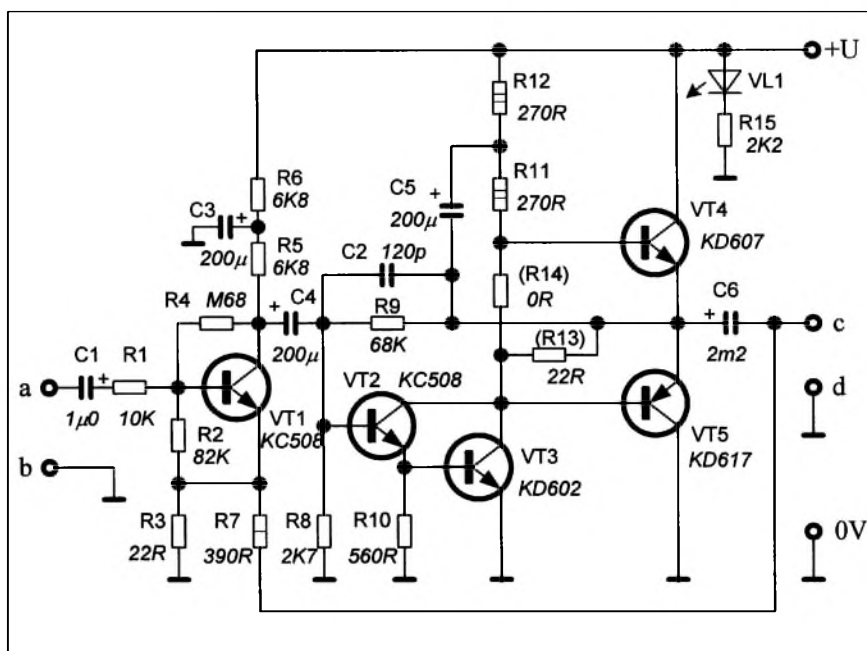 +U
R12
270R
VL1
R15
2K2
R11
270R
C5
+
200µ
R6
6K8
C3
+
200µ
R5
6K8
C2
120p
VT4
KD607
R4
M68
C4
+
200µ
R9
68K
(R14)
0R
C6
+
2m2
c
(R13)
22R
a
C1
+
1µ0
R1
10K
VT1
KC508
VT2
KC508
VT3
KD602
VT5
KD617
d
b
R2
82K
R3
22R
R7
390R
R8
2K7
R10
560R
0V